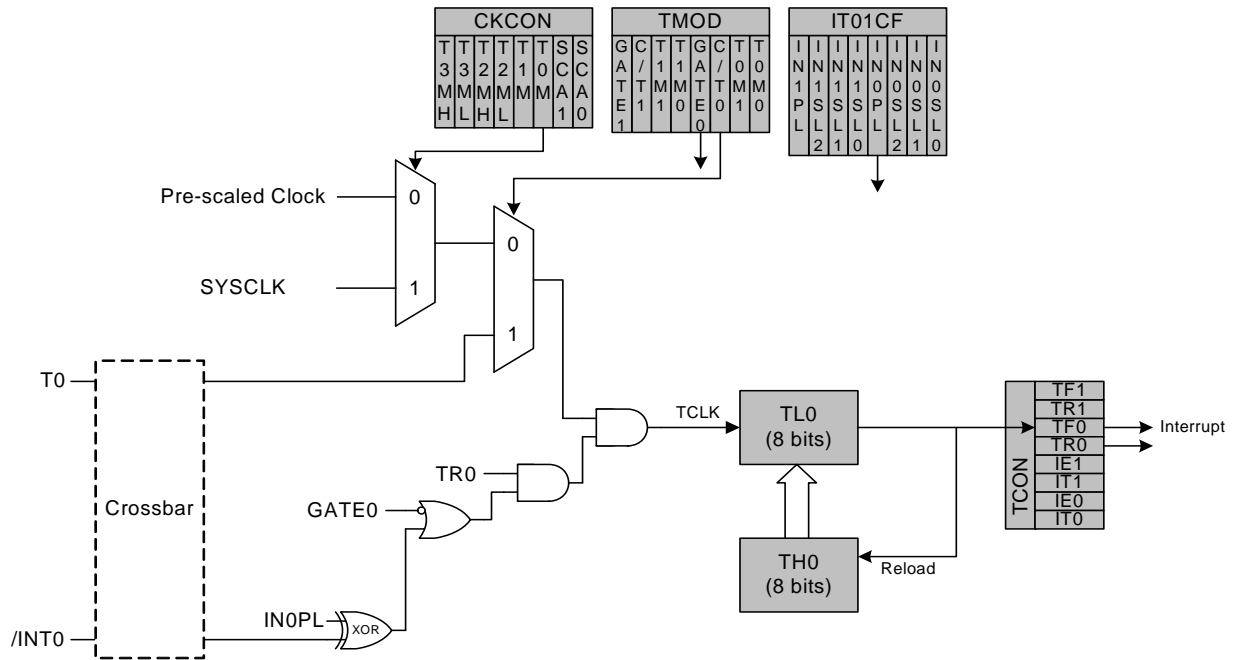 CKCON
T3MH T3ML T2MH T2ML T1M T0M SCA1 SCA0
TMOD
GATE1 C/T1 T1M1 T1M0 GATE0 C/T0 T0M1 T0M0
IT01CF
IN1PL IN1SL2 IN1SL1 IN1SL0 IN0PL IN0SL2 IN0SL1 IN0SL0
Pre-scaled Clock
0
SYSCLK
1
0
1
T0
Crossbar
/INT0
GATE0
TR0
IN0PL
XOR
TCLK
TL0
(8 bits)
TH0
(8 bits)
Reload
TCON
TF1
TR1
TF0
TR0
IE1
IT1
IE0
IT0
Interrupt